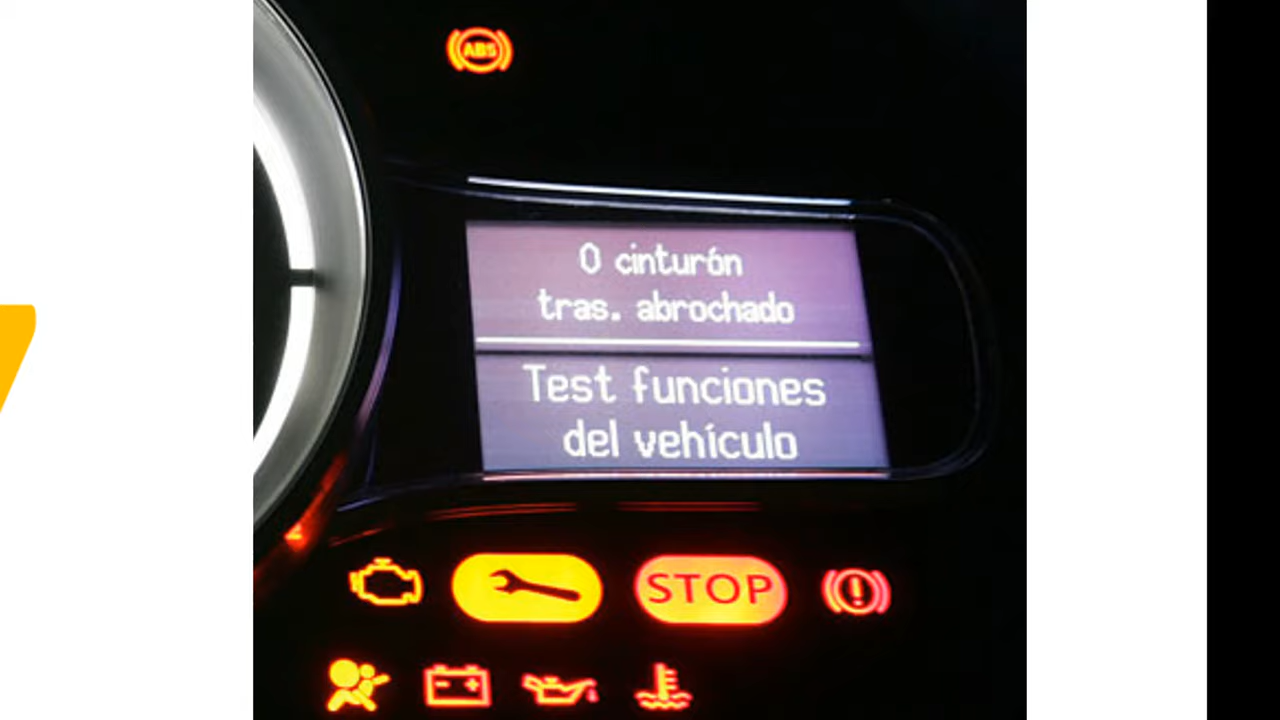 ABS
0 cinturón
tras. abrochado
Test funciones
del vehículo
STOP